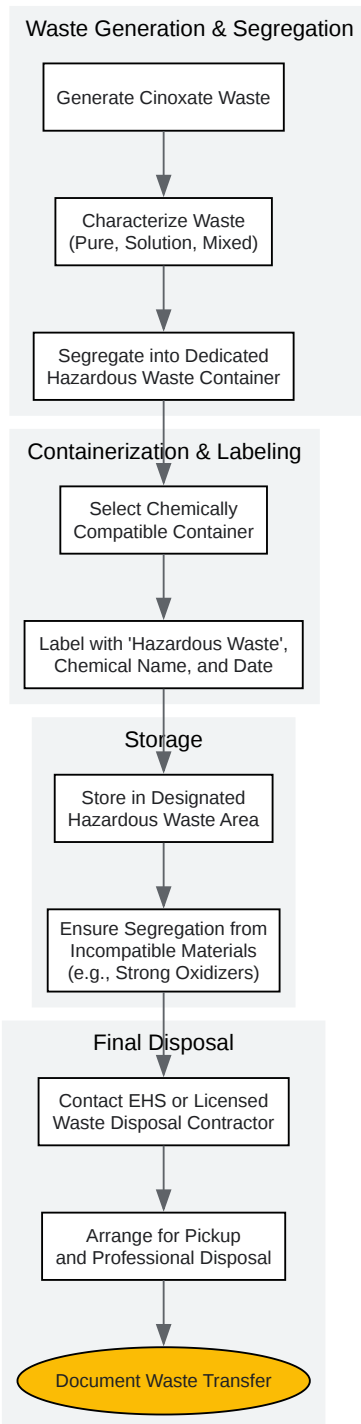 Waste Generation & Segregation
Generate Cinoxate Waste
Characterize Waste
(Pure, Solution, Mixed)
Segregate into Dedicated
Hazardous Waste Container
Containerization & Labeling
Select Chemically
Compatible Container
Label with 'Hazardous Waste',
Chemical Name, and Date
Storage
Store in Designated
Hazardous Waste Area
Ensure Segregation from
Incompatible Materials
(e.g., Strong Oxidizers)
Final Disposal
Contact EHS or Licensed
Waste Disposal Contractor
Arrange for Pickup
and Professional Disposal
Document Waste Transfer